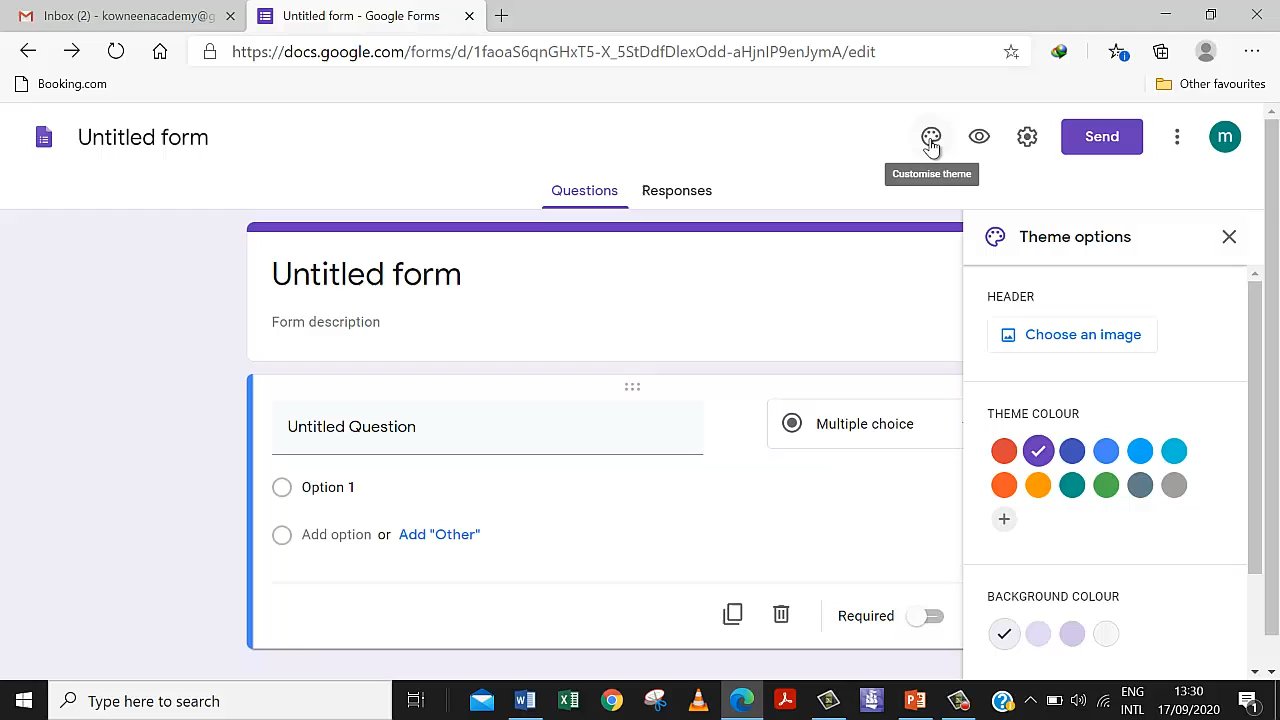 Inbox (2) - kowneenacademy@g
Untitled form - Google Forms
https://docs.google.com/forms/d/1faoaS6qnGHxT5-X_5StDdfDlexOdd-aHjnIP9enJymA/edit
Booking.com
Other favourites
Untitled form
Send
m
Customise theme
Questions
Responses
Theme options
Untitled form
Form description
HEADER
Choose an image
THEME COLOUR
Untitled Question
Multiple choice
Option 1
Add option or Add "Other"
BACKGROUND COLOUR
Required
Type here to search
ENG
INTL
13:30
17/09/2020
1